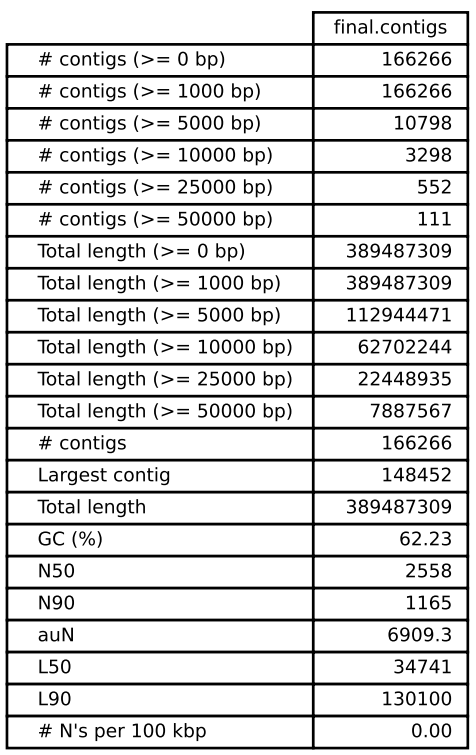 final.contigs
# contigs (>= 0 bp) 166266
# contigs (>= 1000 bp) 166266
# contigs (>= 5000 bp) 10798
# contigs (>= 10000 bp) 3298
# contigs (>= 25000 bp) 552
# contigs (>= 50000 bp) 111
Total length (>= 0 bp) 389487309
Total length (>= 1000 bp) 389487309
Total length (>= 5000 bp) 112944471
Total length (>= 10000 bp) 62702244
Total length (>= 25000 bp) 22448935
Total length (>= 50000 bp) 7887567
# contigs 166266
Largest contig 148452
Total length 389487309
GC (%) 62.23
N50 2558
N90 1165
auN 6909.3
L50 34741
L90 130100
# N's per 100 kbp 0.00